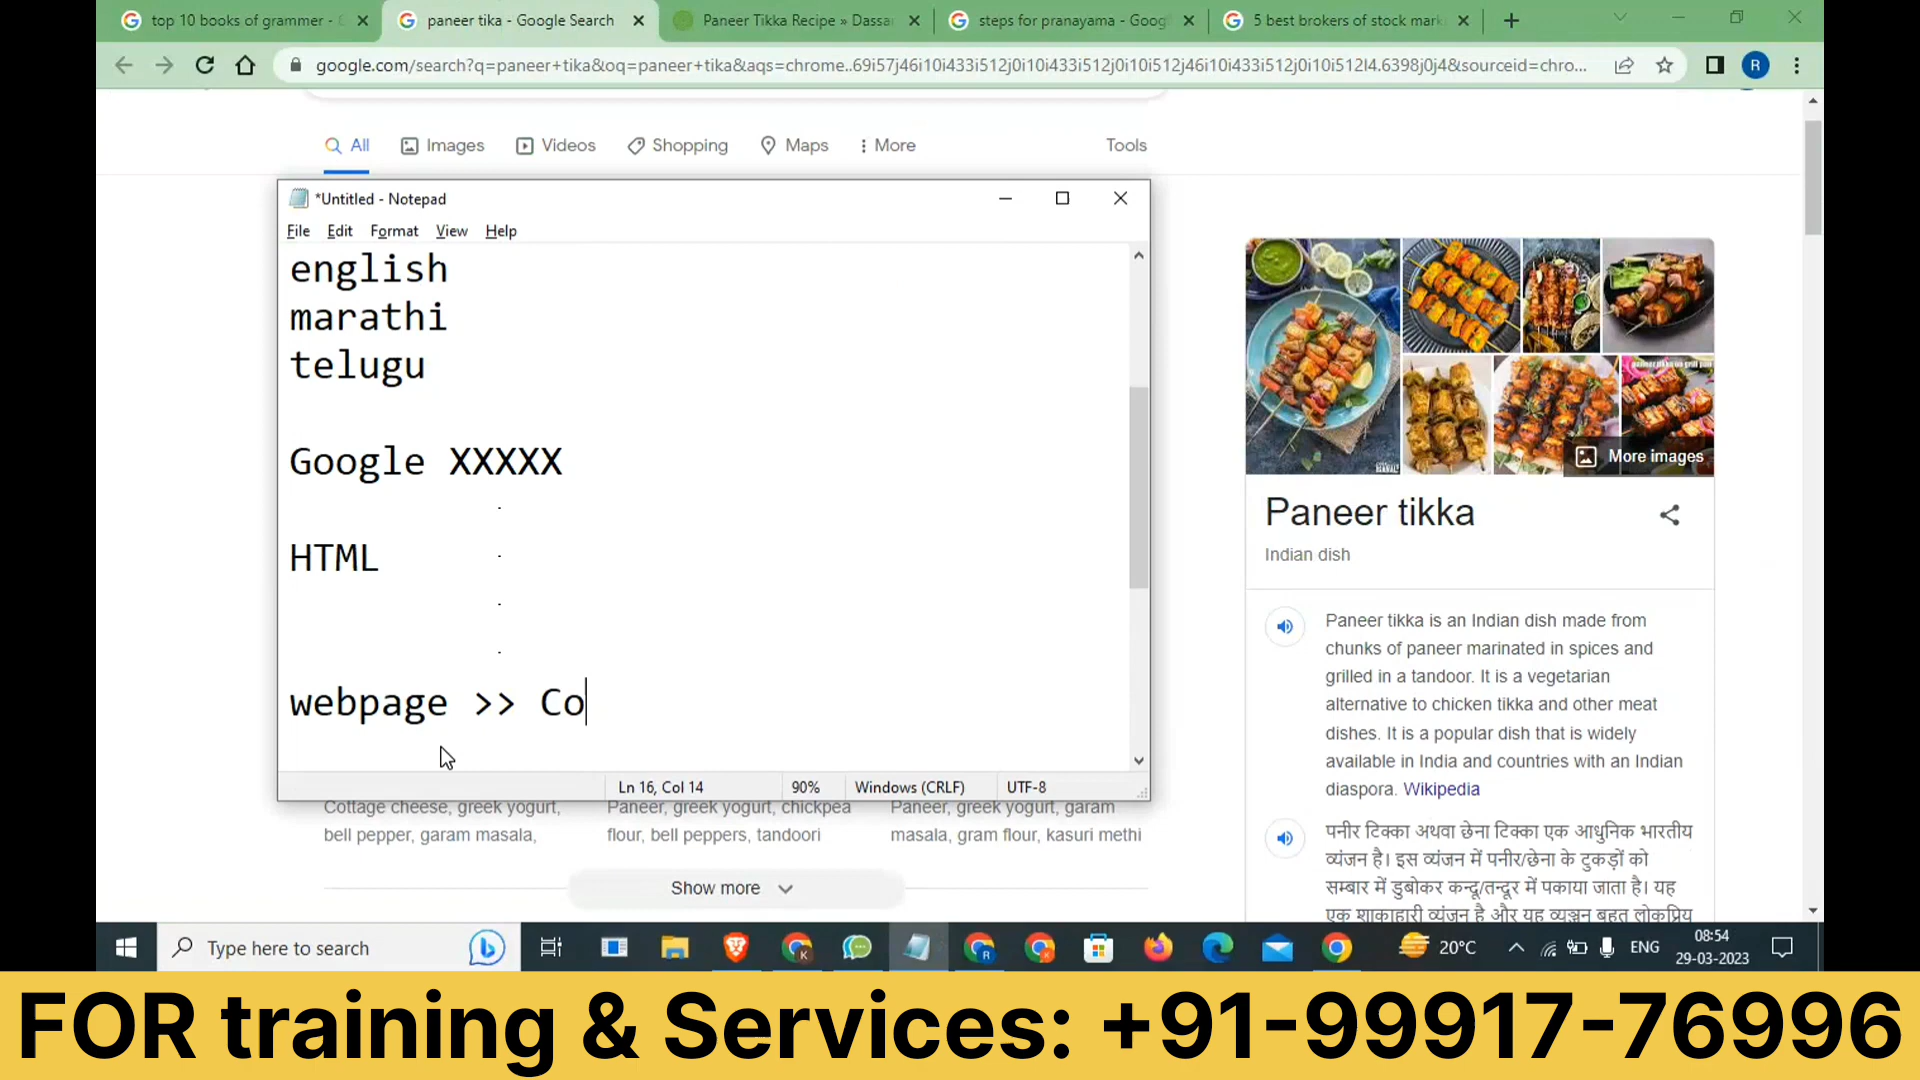 top 10 books of grammer -
paneer tika - Google Search
Paneer Tikka Recipe » Dassa
steps for pranayama - Goog
5 best brokers of stock mark
google.com/search?q=paneer+tika&oq=paneer+tika&aqs=chrome..69i57j46i10i433i512j0i10i433i512j0i10i512j46i10i433i512j0i10i512l4.6398j0j4&sourceid=chro...
R
All
Images
Videos
Shopping
Maps
More
Tools
*Untitled - Notepad
File Edit Format View Help
english
marathi
telugu
Google XXXXX
.
HTML .
.
.
webpage >> Co
Ln 16, Col 14
90%
Windows (CRLF)
UTF-8
Cottage cheese, greek yogurt,
bell pepper, garam masala,
Paneer, greek yogurt, chickpea
flour, bell peppers, tandoori
Paneer, greek yogurt, garam
masala, gram flour, kasuri methi
Show more
More images
Paneer tikka
Indian dish
Paneer tikka is an Indian dish made from
chunks of paneer marinated in spices and
grilled in a tandoor. It is a vegetarian
alternative to chicken tikka and other meat
dishes. It is a popular dish that is widely
available in India and countries with an Indian
diaspora. Wikipedia
पनीर टिक्का अथवा छेना टिक्का एक आधुनिक भारतीय
व्यंजन है। इस व्यंजन में पनीर/छेना के टुकड़ों को
सम्बार में डुबोकर कन्दू/तन्दूर में पकाया जाता है। यह
एक शाकाहारी व्यंजन है और यह व्यञ्जन बहुत लोकप्रिय
Type here to search
K
R
20°C
ENG
08:54
29-03-2023
FOR training & Services: +91-99917-76996